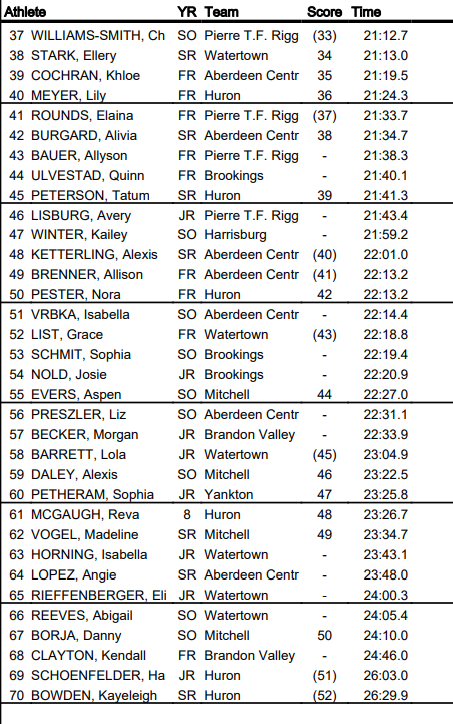 Athlete YR Team Score Time
37 WILLIAMS-SMITH, Ch SO Pierre T.F. Rigg (33) 21:12.7
38 STARK, Ellery SR Watertown 34 21:13.0
39 COCHRAN, Khloe FR Aberdeen Centr 35 21:19.5
40 MEYER, Lily FR Huron 36 21:24.3
41 ROUNDS, Elaina FR Pierre T.F. Rigg (37) 21:33.7
42 BURGARD, Alivia SR Aberdeen Centr 38 21:34.7
43 BAUER, Allyson FR Pierre T.F. Rigg - 21:38.3
44 ULVESTAD, Quinn FR Brookings - 21:40.1
45 PETERSON, Tatum SR Huron 39 21:41.3
46 LISBURG, Avery JR Pierre T.F. Rigg - 21:43.4
47 WINTER, Kailey SO Harrisburg - 21:59.2
48 KETTERLING, Alexis SR Aberdeen Centr (40) 22:01.0
49 BRENNER, Allison FR Aberdeen Centr (41) 22:13.2
50 PESTER, Nora FR Huron 42 22:13.2
51 VRBKA, Isabella SO Aberdeen Centr - 22:14.4
52 LIST, Grace FR Watertown (43) 22:18.8
53 SCHMIT, Sophia SO Brookings - 22:19.4
54 NOLD, Josie JR Brookings - 22:20.9
55 EVERS, Aspen SO Mitchell 44 22:27.0
56 PRESZLER, Liz SO Aberdeen Centr - 22:31.1
57 BECKER, Morgan JR Brandon Valley - 22:33.9
58 BARRETT, Lola JR Watertown (45) 23:04.9
59 DALEY, Alexis SO Mitchell 46 23:22.5
60 PETHERAM, Sophia JR Yankton 47 23:25.8
61 MCGAUGH, Reva 8 Huron 48 23:26.7
62 VOGEL, Madeline SR Mitchell 49 23:34.7
63 HORNING, Isabella JR Watertown - 23:43.1
64 LOPEZ, Angie SR Aberdeen Centr - 23:48.0
65 RIEFFENBERGER, Eli JR Watertown - 24:00.3
66 REEVES, Abigail SO Watertown - 24:05.4
67 BORJA, Danny SO Mitchell 50 24:10.0
68 CLAYTON, Kendall FR Brandon Valley - 24:46.0
69 SCHOENFELDER, Ha JR Huron (51) 26:03.0
70 BOWDEN, Kayeleigh SR Huron (52) 26:29.9